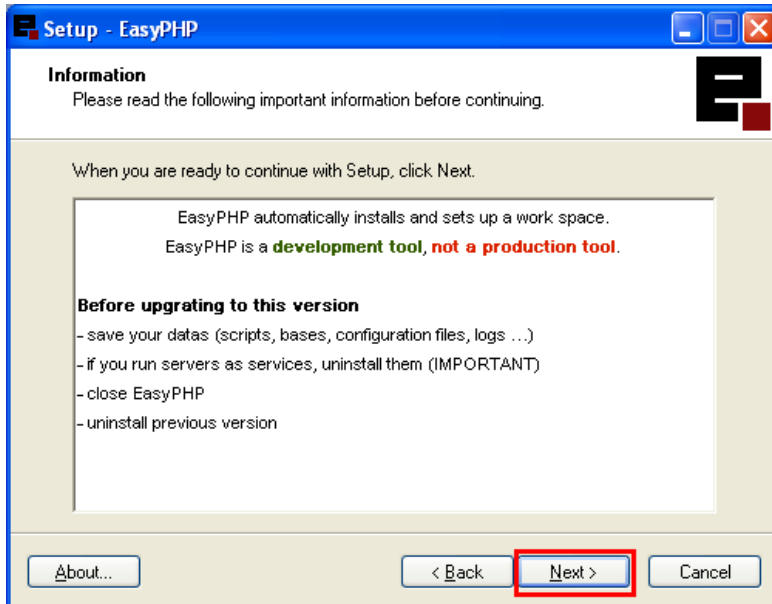 Setup - EasyPHP
Information
Please read the following important information before continuing.
When you are ready to continue with Setup, click Next.
EasyPHP automatically installs and sets up a work space.
EasyPHP is a development tool, not a production tool.
Before upgrating to this version
- save your datas (scripts, bases, configuration files, logs ...)
- if you run servers as services, uninstall them (IMPORTANT)
- close EasyPHP
- uninstall previous version
About... < Back Next > Cancel